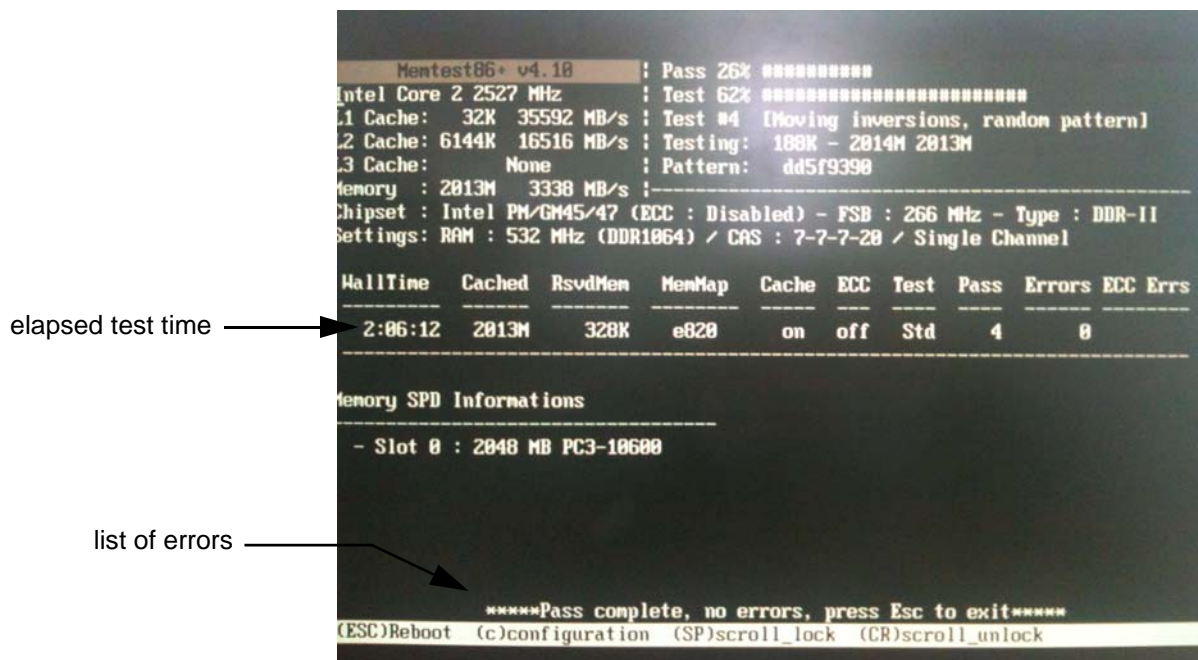 Memtest86+ v4.10 | Pass 26% ##########
Intel Core 2 2527 MHz | Test 62% ########################
L1 Cache: 32K 35592 MB/s | Test #4 [Moving inversions, random pattern]
L2 Cache: 6144K 16516 MB/s | Testing: 188K - 2014M 2013M
L3 Cache: None | Pattern: dd5f9390
Memory : 2013M 3338 MB/s |--------------------------------------------------
Chipset : Intel PM/GM45/47 (ECC : Disabled) - FSB : 266 MHz - Type : DDR-II
Settings: RAM : 532 MHz (DDR1064) / CAS : 7-7-7-20 / Single Channel
WallTime Cached RsvdMem MemMap Cache ECC Test Pass Errors ECC Errs
--------- ------ ------- -------- ----- --- ---- ---- ------ --------
elapsed test time
2:06:12 2013M 328K e820 on off Std 4 0
Memory SPD Informations
- Slot 0 : 2048 MB PC3-10600
list of errors
*****Pass complete, no errors, press Esc to exit*****
(ESC)Reboot (c)configuration (SP)scroll_lock (CR)scroll_unlock